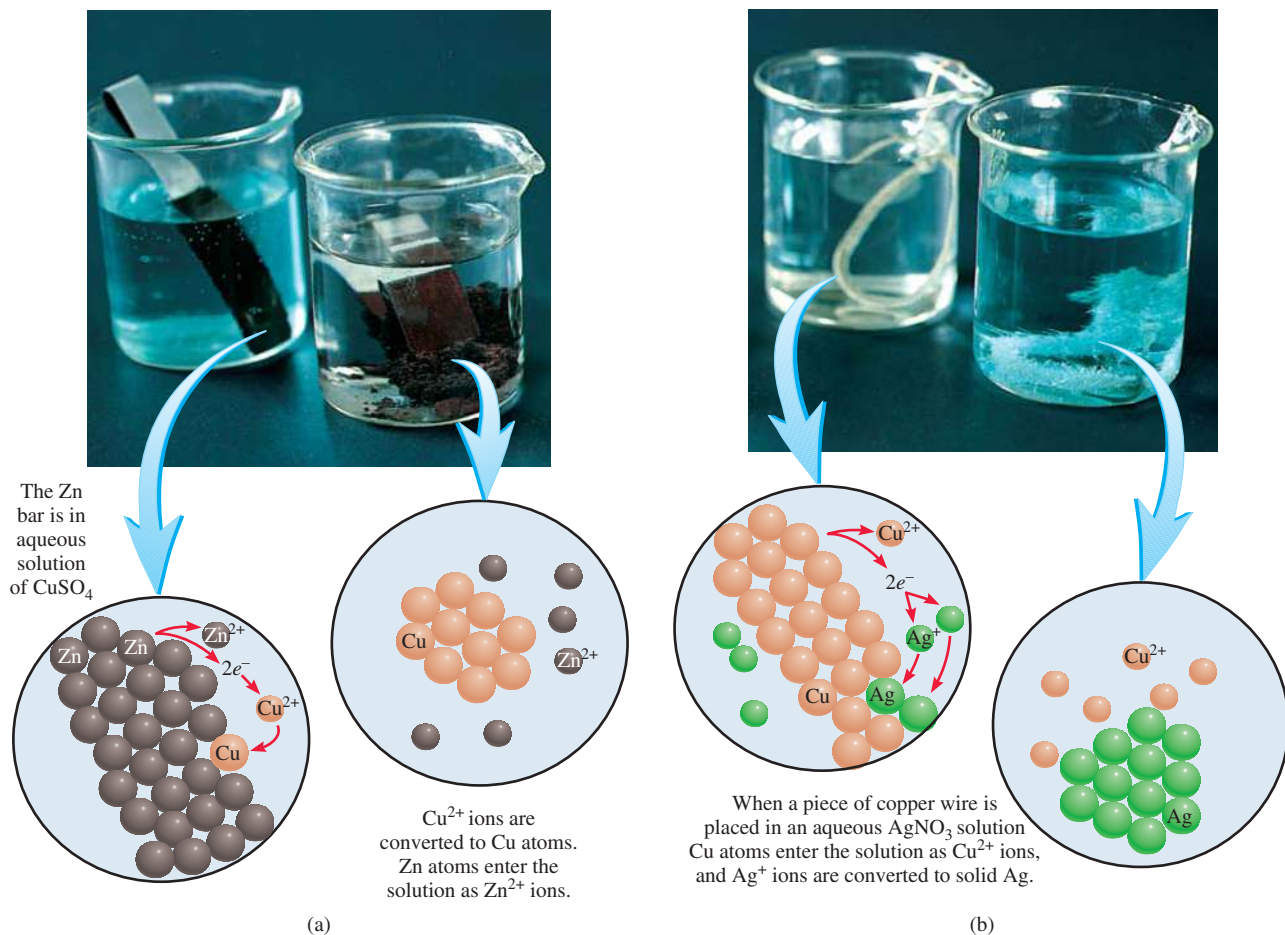 The Zn
bar is in
aqueous
solution
of CuSO₄
Zn
Zn
Zn²⁺
2e⁻
Cu²⁺
Cu
Cu
Zn²⁺
Cu²⁺ ions are
converted to Cu atoms.
Zn atoms enter the
solution as Zn²⁺ ions.
(a)
Cu²⁺
2e⁻
Ag⁺
Cu
Ag
When a piece of copper wire is
placed in an aqueous AgNO₃ solution
Cu atoms enter the solution as Cu²⁺ ions,
and Ag⁺ ions are converted to solid Ag.
Cu²⁺
Ag
(b)